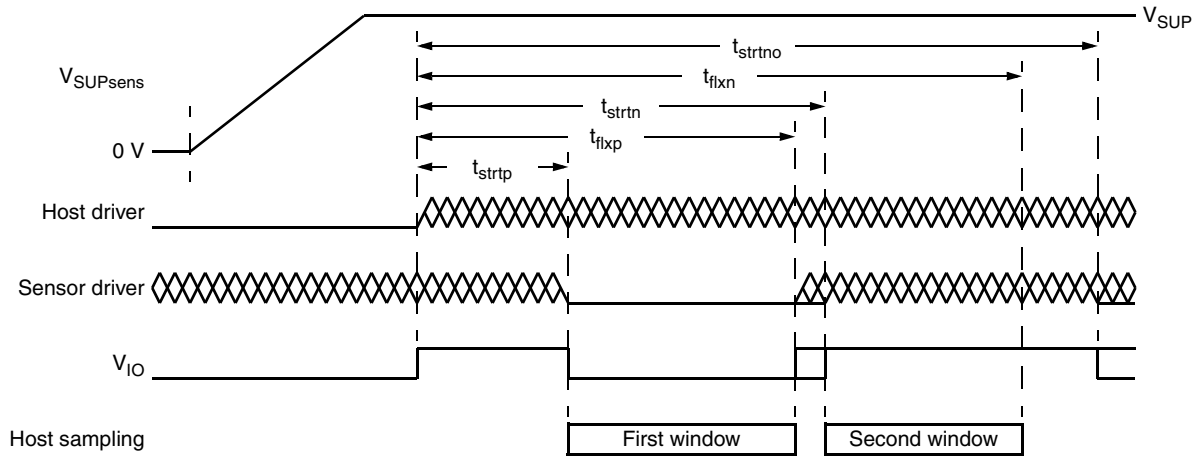 V_SUP
t_strtno
t_flxn
V_SUPsens
t_strtn
t_flxp
0 V
t_strtp
Host driver
Sensor driver
V_IO
Host sampling First window Second window